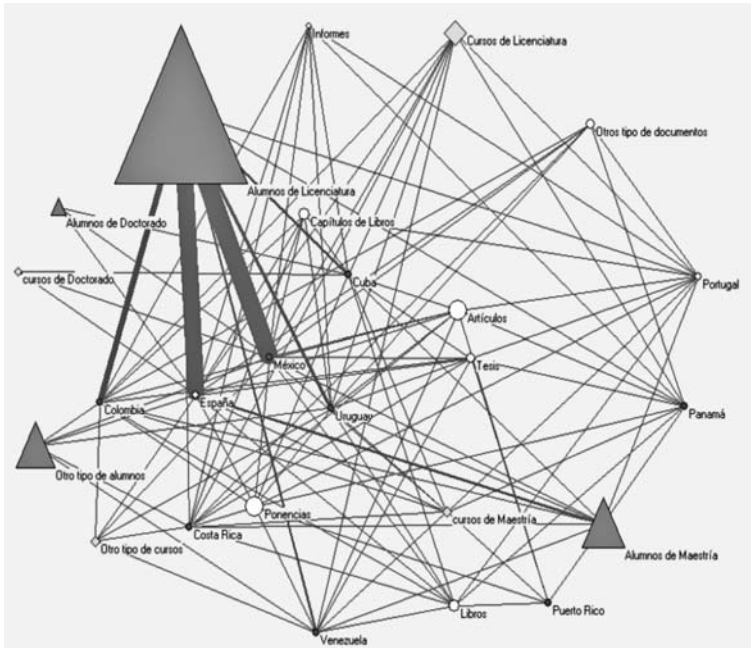 Informes
Cursos de Licenciatura
Otros tipo de documentos
Alumnos de Licenciatura
Alumnos de Doctorado
Capítulos de Libros
cursos de Doctorado
Cuba
Portugal
Artículos
México
Tesis
Colombia
España
Uruguay
Panamá
Otro tipo de alumnos
Ponencias
cursos de Maestría
Otro tipo de cursos
Costa Rica
Alumnos de Maestría
Libros
Puerto Rico
Venezuela